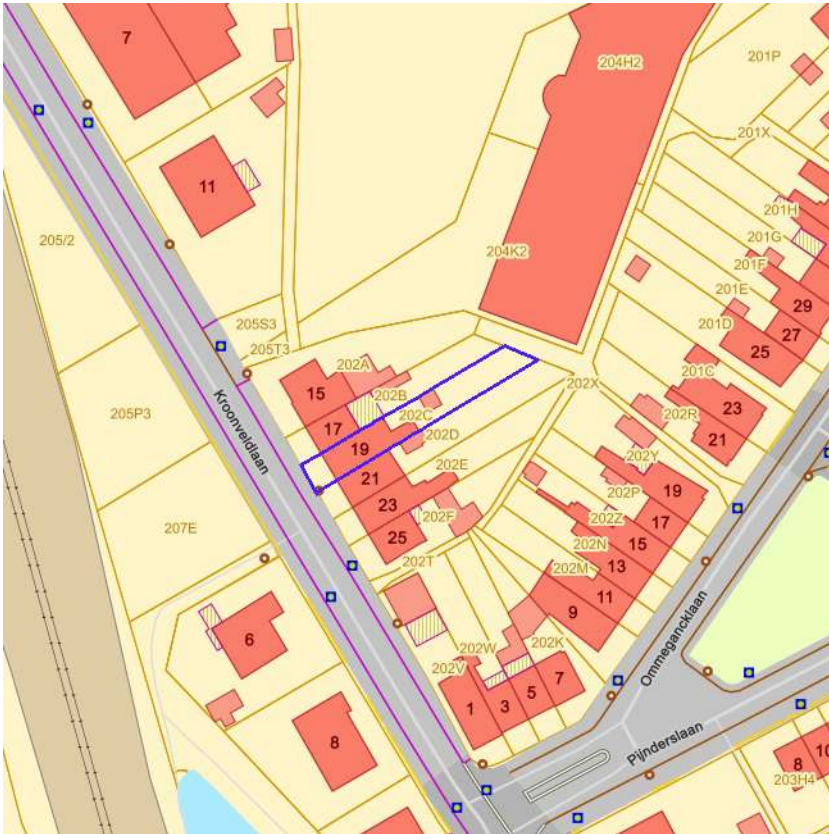 7
204H2
201P
201X
11
201H
201G
205/2
204K2
201F
201E
29
201D
27
205S3
25
205T3
202A
202X
201C
15
202B
Kroonveldlaan
202C
23
205P3
17
202R
19
202D
21
202Y
21
202E
202P
19
23
202F
17
207E
202Z
25
202N
15
202T
13
202M
11
6
9
Ommegancklaan
202W
202K
202V
7
1
3
5
8
Pijnderslaan
8
10
203H4